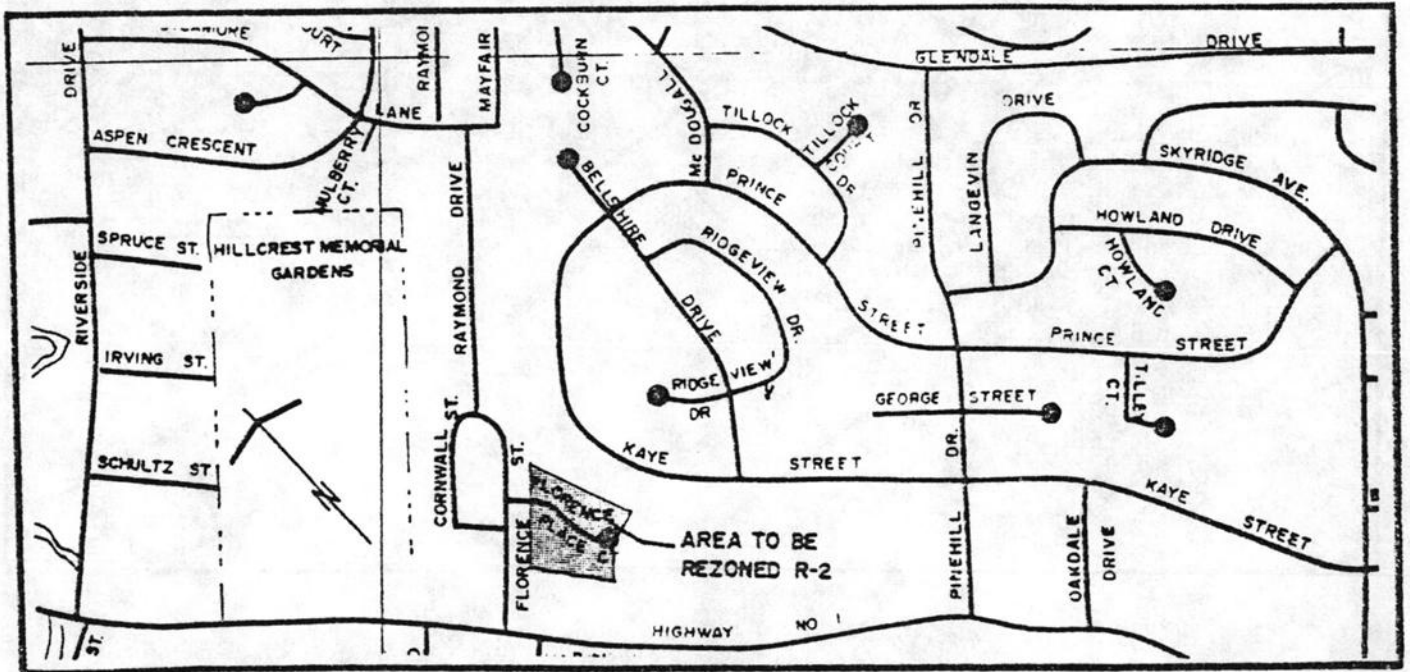 DRIVE
COURT
RAYMO
MAYFAIR
COCKBURN CT.
Mc DOUGALL
GLENDALE DRIVE
LANE
MULBERRY CT.
ASPEN CRESCENT
TILLOCK
TILLOCK
DR
PINEHILL DR
DRIVE
LANGEVIN
SKYRIDGE AVE.
HOWLAND DRIVE
HOWLAND CT
SPRUCE ST.
HILLCREST MEMORIAL
GARDENS
RAYMOND DRIVE
BELLSHIRE DRIVE
RIDGEVIEW DR.
PRINCE STREET
PRINCE STREET
RIVERSIDE
IRVING ST.
RIDGEVIEW
DR
GEORGE STREET
TILLEY CT.
SCHULTZ ST
N
CORNWALL ST.
FLORENCE ST.
KAYE STREET
KAYE STREET
FLORENCE
PLACE
AREA TO BE
REZONED R-2
PINEHILL DR.
OAKDALE DRIVE
HIGHWAY NO 1
ST.